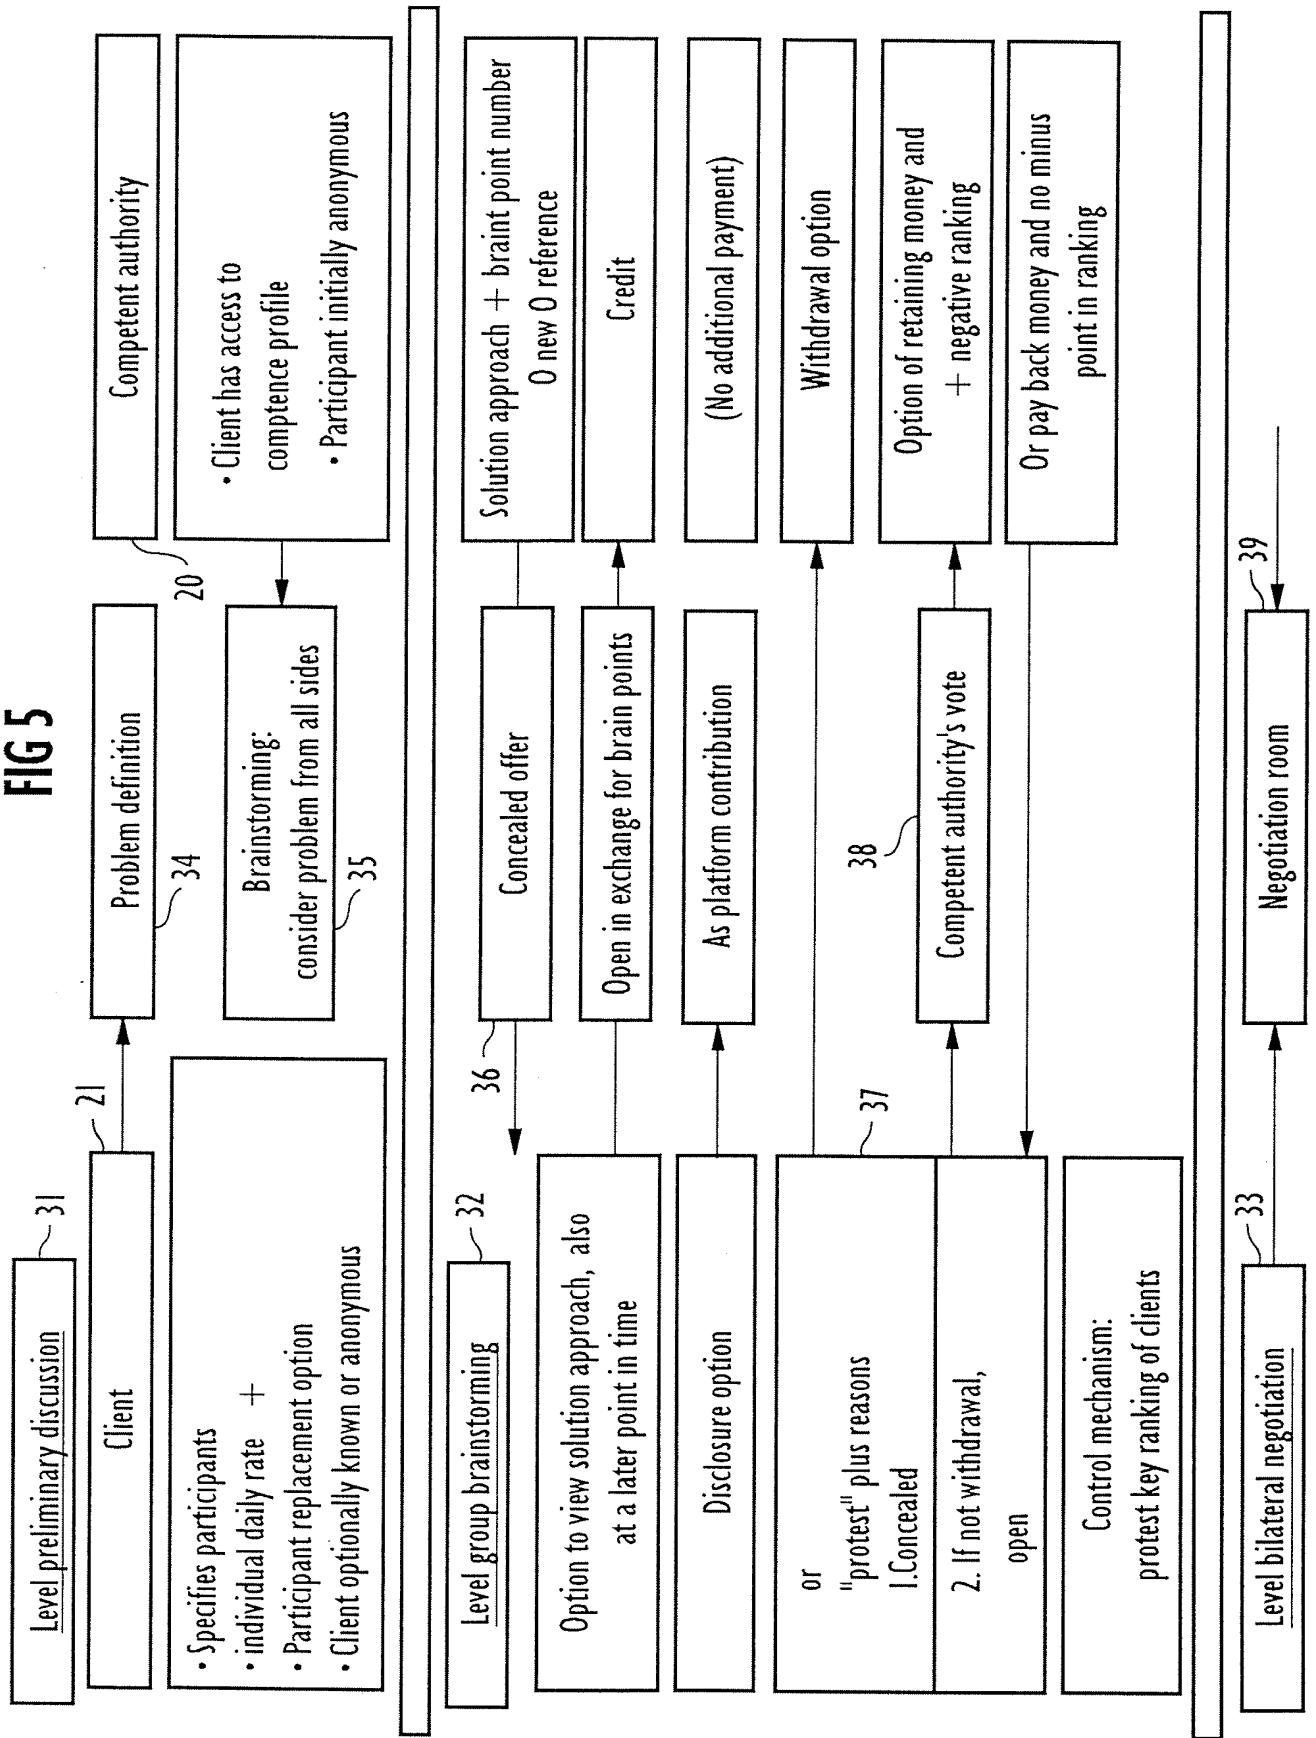 FIG 5
Level preliminary discussion
31
Client
21
Problem definition
34
Competent authority
20
• Specifies participants
• individual daily rate +
• Participant replacement option
• Client optionally known or anonymous
Brainstorming:
consider problem from all sides
35
• Client has access to
comptence profile
• Participant initially anonymous
Level group brainstorming
32
36
Concealed offer
Solution approach + braint point number
O new O reference
Option to view solution approach, also
at a later point in time
Open in exchange for brain points
Credit
Disclosure option
As platform contribution
(No additional payment)
or
"protest" plus reasons
1.Concealed
37
Withdrawal option
2. If not withdrawal,
open
38
Competent authority's vote
Option of retaining money and
+ negative ranking
Or pay back money and no minus
point in ranking
Control mechanism:
protest key ranking of clients
Level bilateral negotiation
33
Negotiation room
39